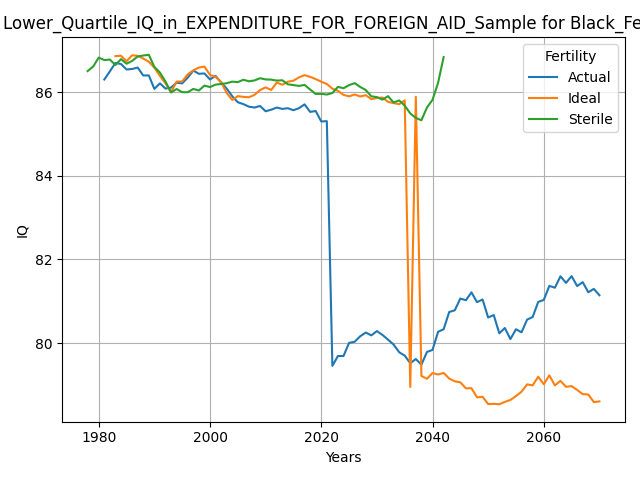 Lower_Quartile_IQ_in_EXPENDITURE_FOR_FOREIGN_AID_Sample for Black_Fe
Fertility
Actual
Ideal
Sterile
IQ
86
84
82
80
1980
2000
2020
2040
2060
Years